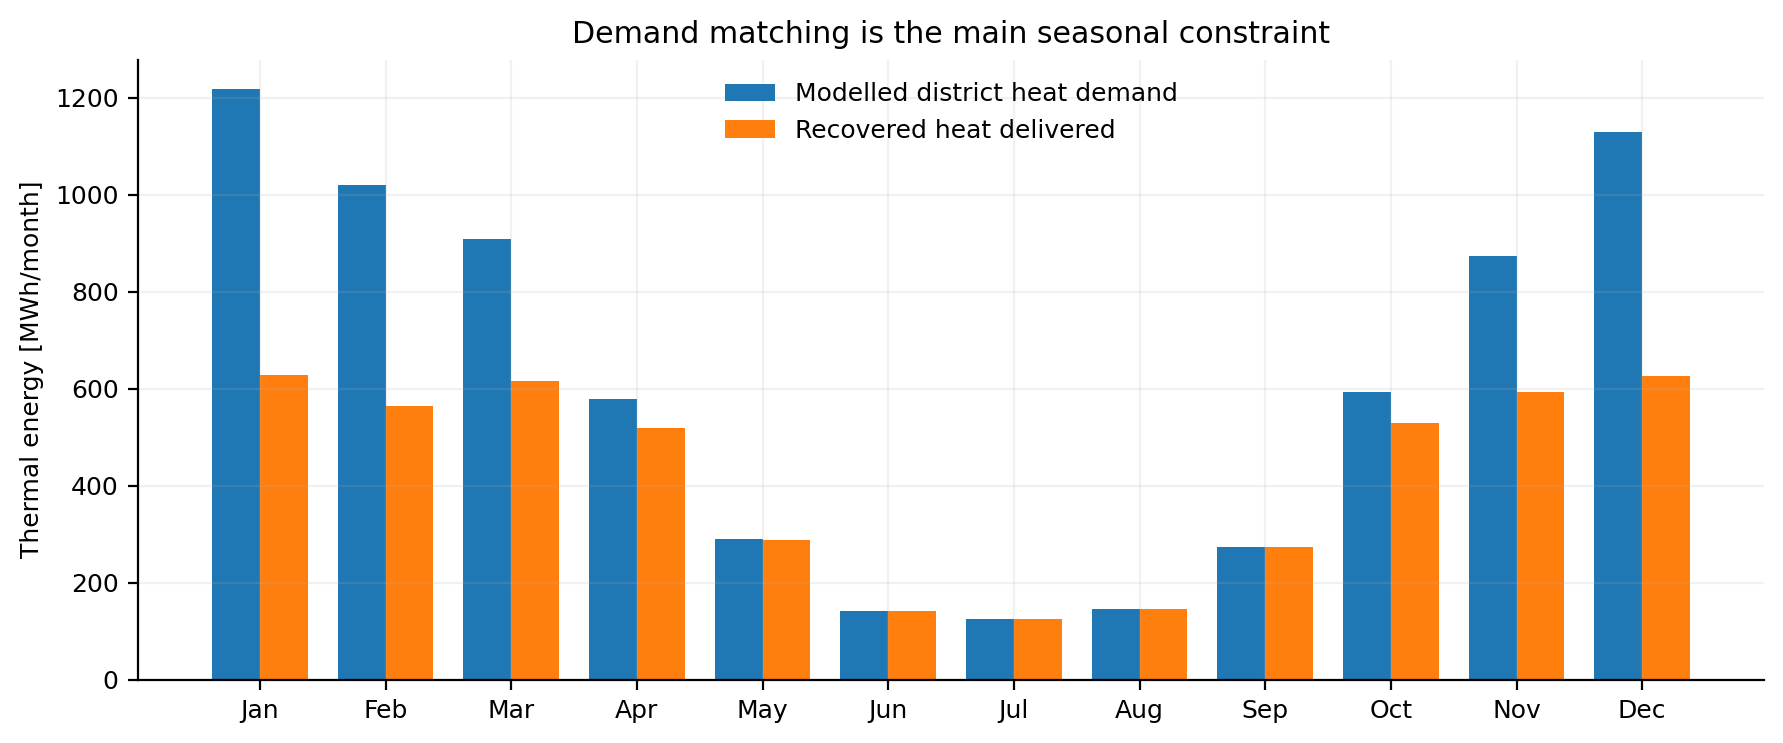 Demand matching is the main seasonal constraint
Modelled district heat demand
Recovered heat delivered
Thermal energy [MWh/month]
1200
1000
800
600
400
200
0
Jan Feb Mar Apr May Jun Jul Aug Sep Oct Nov Dec